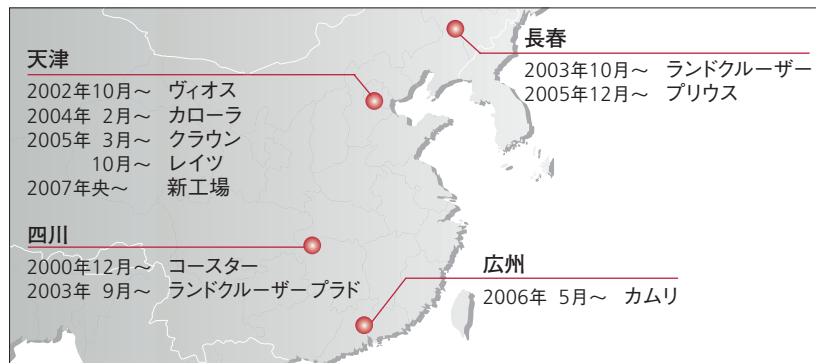 天津
2002年10月～ ヴィオス
2004年 2月～ カローラ
2005年 3月～ クラウン
10月～ レイツ
2007年央～ 新工場
長春
2003年10月～ ランドクルーザー
2005年12月～ プリウス
四川
2000年12月～ コースター
2003年 9月～ ランドクルーザープラド
広州
2006年 5月～ カムリ